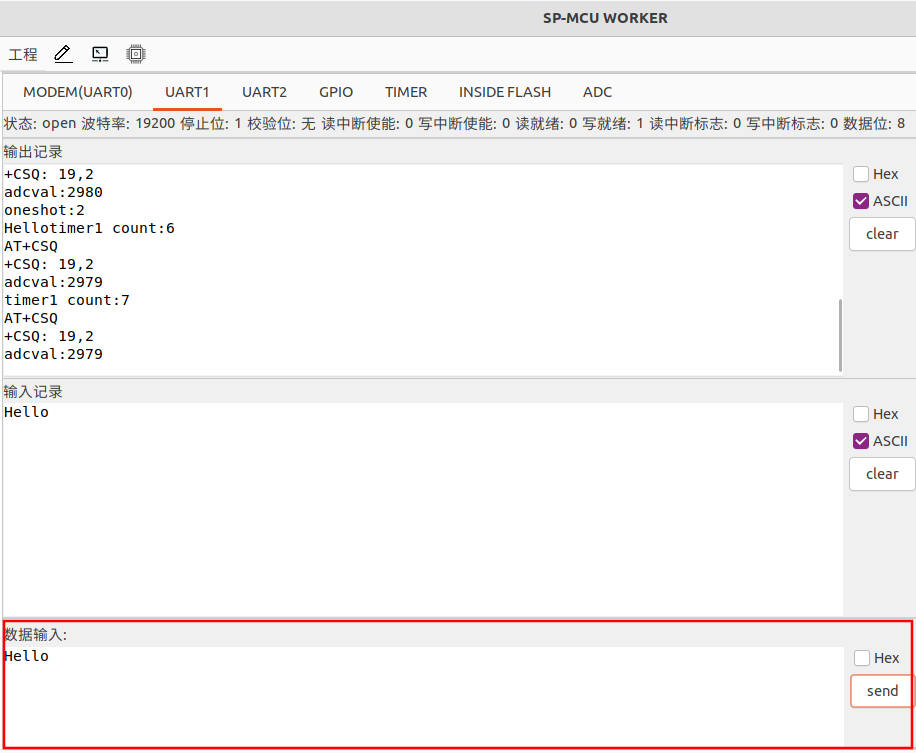 SP-MCU WORKER
工程
MODEM(UART0) UART1 UART2 GPIO TIMER INSIDE FLASH ADC
状态: open 波特率: 19200 停止位: 1 校验位: 无 读中断使能: 0 写中断使能: 0 读就绪: 0 写就绪: 1 读中断标志: 0 写中断标志: 0 数据位: 8
输出记录
+CSQ: 19,2
adcval:2980
oneshot:2
Hellotimer1 count:6
AT+CSQ
+CSQ: 19,2
adcval:2979
timer1 count:7
AT+CSQ
+CSQ: 19,2
adcval:2979
Hex
ASCII
clear
输入记录
Hello
Hex
ASCII
clear
数据输入:
Hello
Hex
send